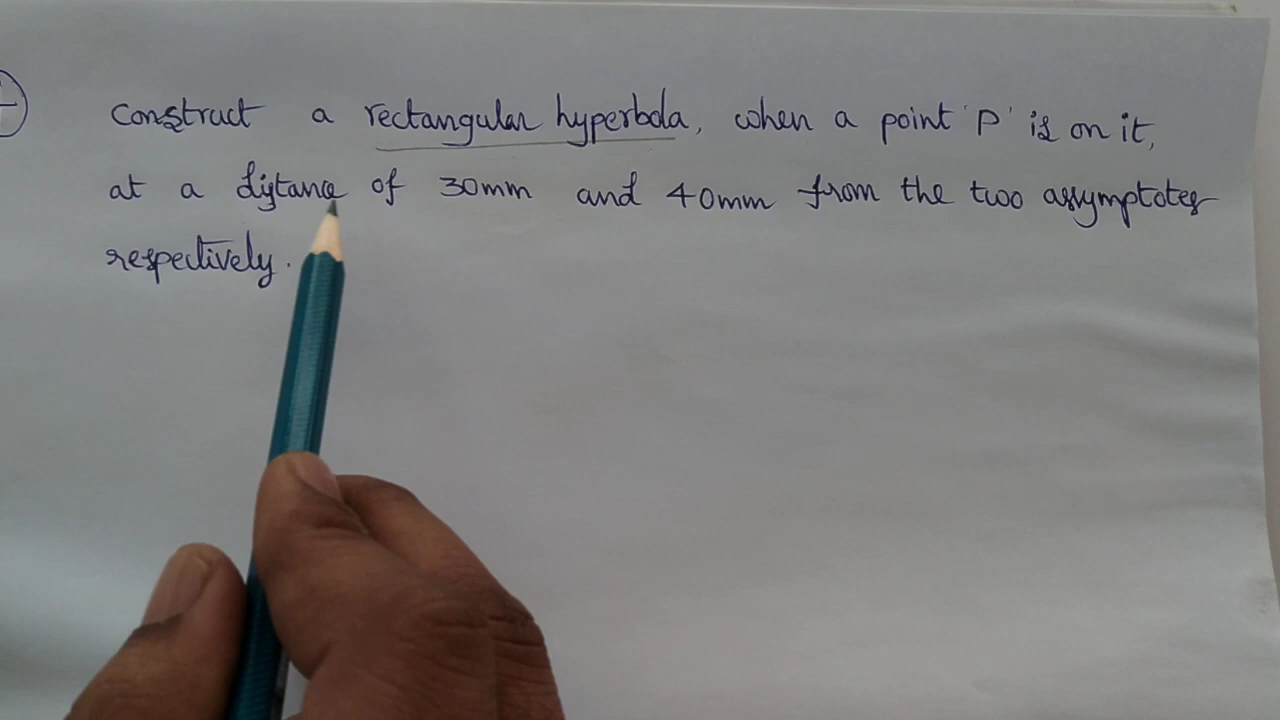 construct a rectangular hyperbola, when a point 'P' is on it,
at a distance of 30mm and 40mm from the two assymptotes
respectively.